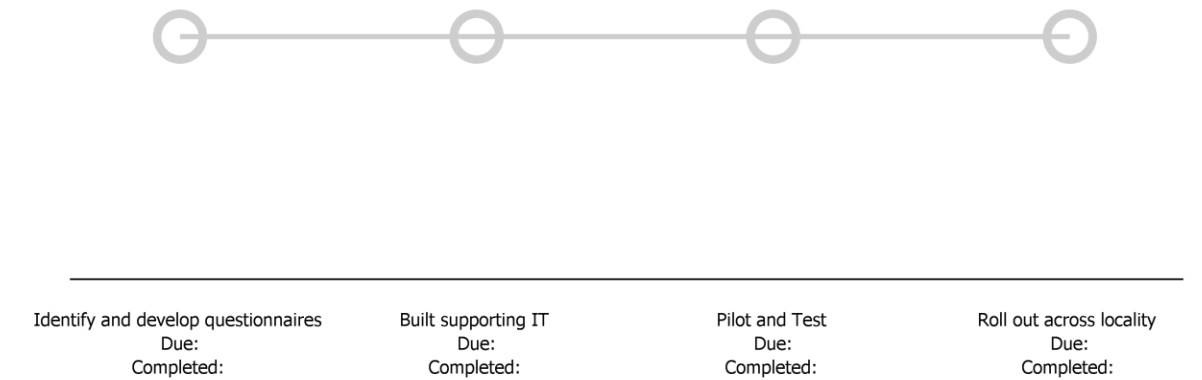 Identify and develop questionnaires
Due:
Completed:
Built supporting IT
Due:
Completed:
Pilot and Test
Due:
Completed:
Roll out across locality
Due:
Completed: